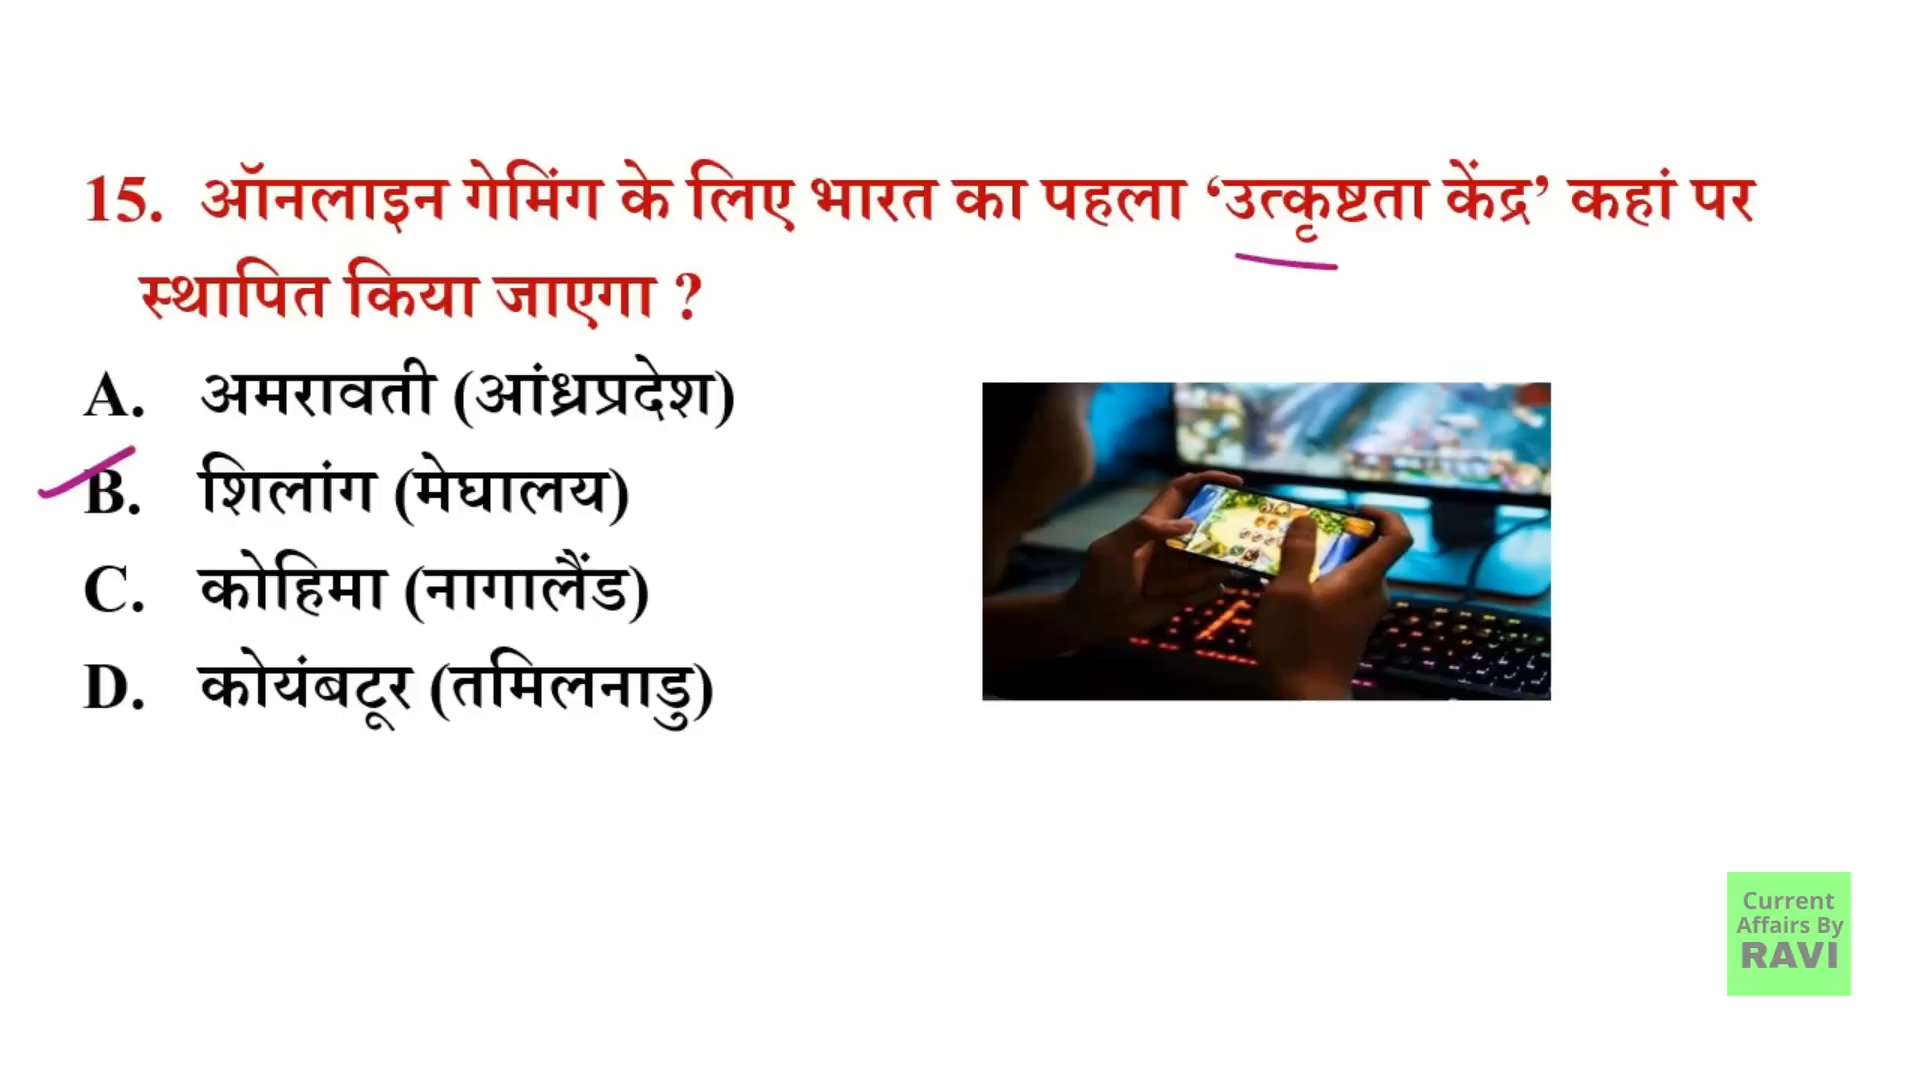 15. ऑनलाइन गेमिंग के लिए भारत का पहला ‘उत्कृष्टता केंद्र’ कहां पर
स्थापित किया जाएगा ?
A. अमरावती (आंध्रप्रदेश)
B. शिलांग (मेघालय)
C. कोहिमा (नागालैंड)
D. कोयंबटूर (तमिलनाडु)
Current
Affairs By
RAVI